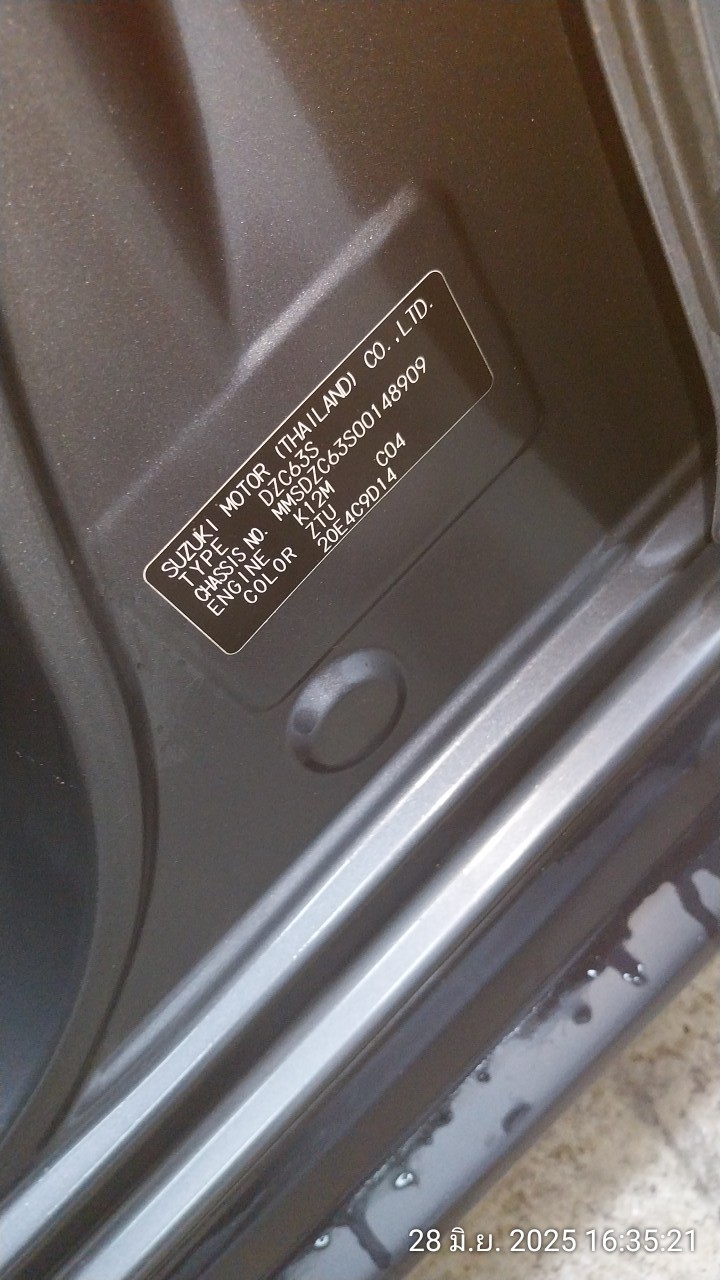 SUZUKI MOTOR (THAILAND) CO.,LTD.
TYPE DZC63S
CHASSIS NO. MMSDZC63S00148909
ENGINE K12M C04
COLOR ZTU
20E4C9D14
28 มิ.ย. 2025 16:35:21